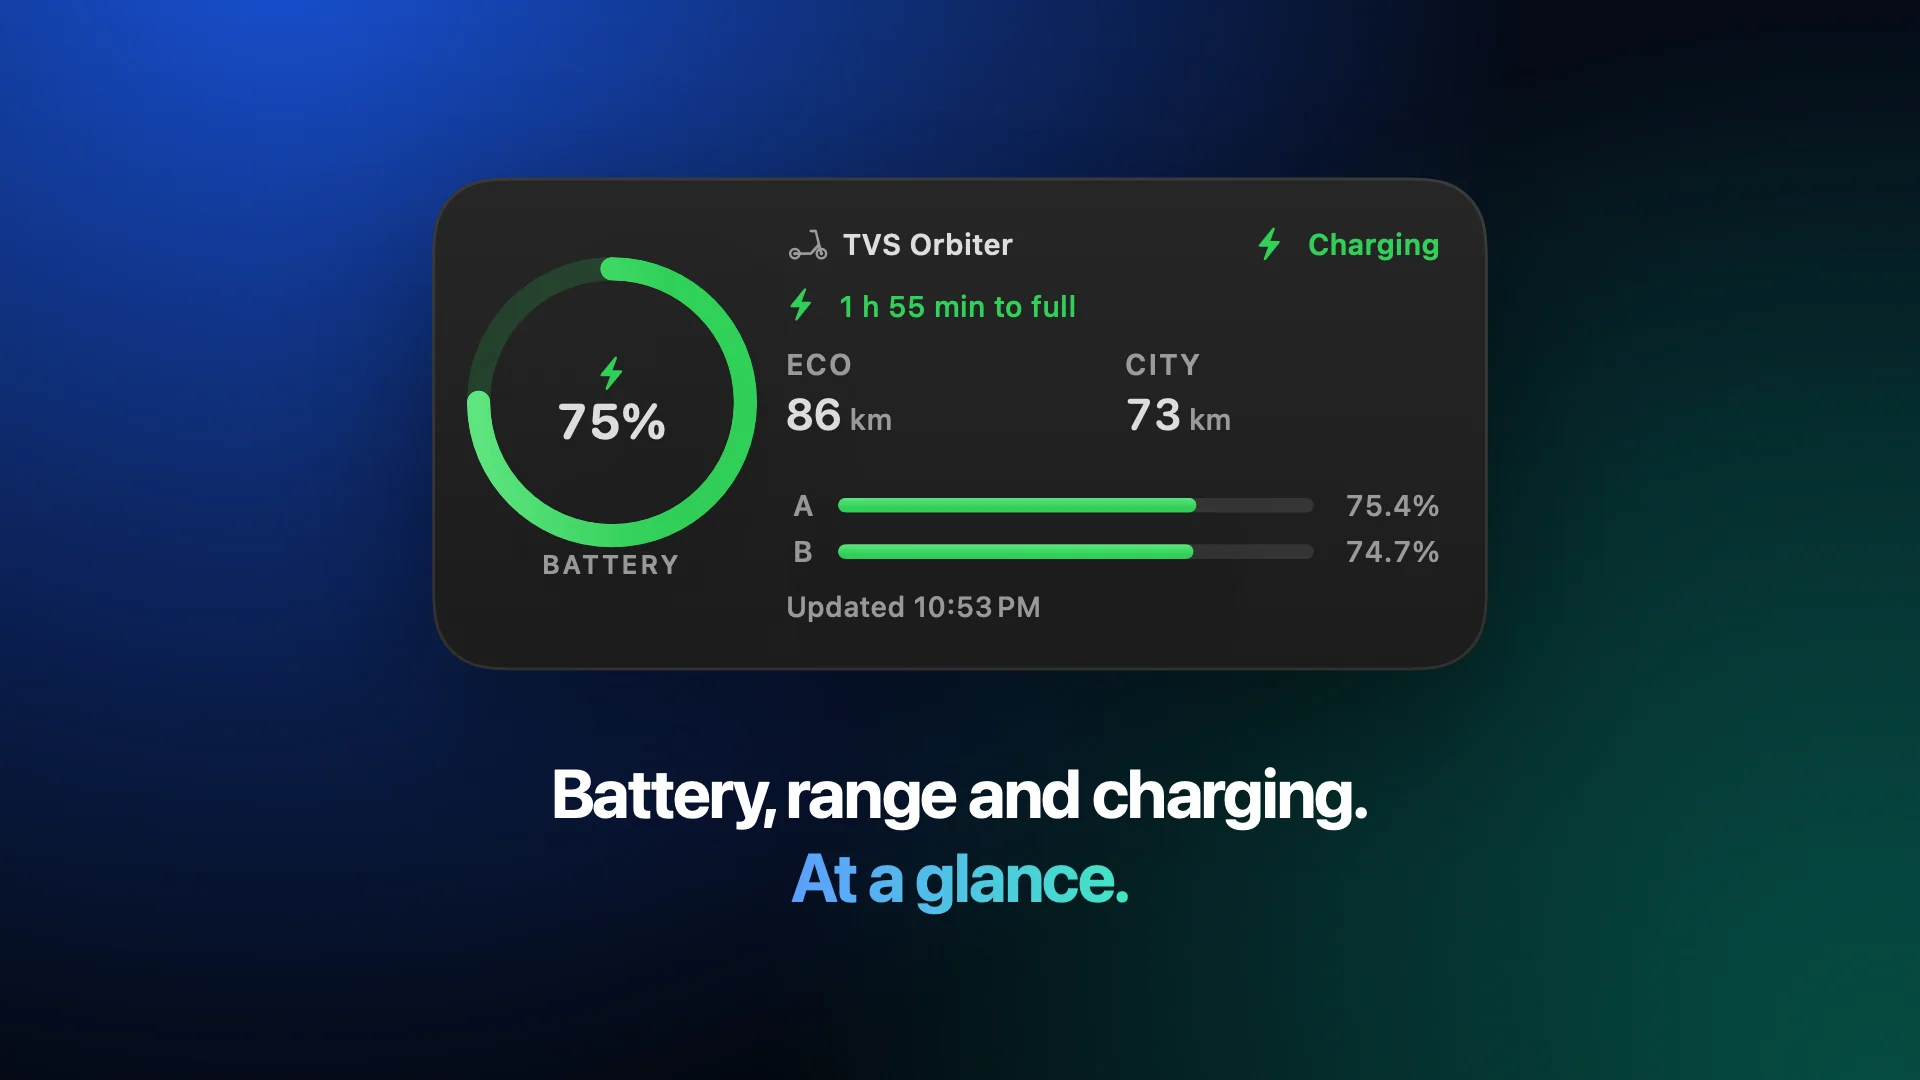 TVS Orbiter
Charging
1 h 55 min to full
75%
BATTERY
ECO
86 km
CITY
73 km
A 75.4%
B 74.7%
Updated 10:53 PM
Battery, range and charging.
At a glance.